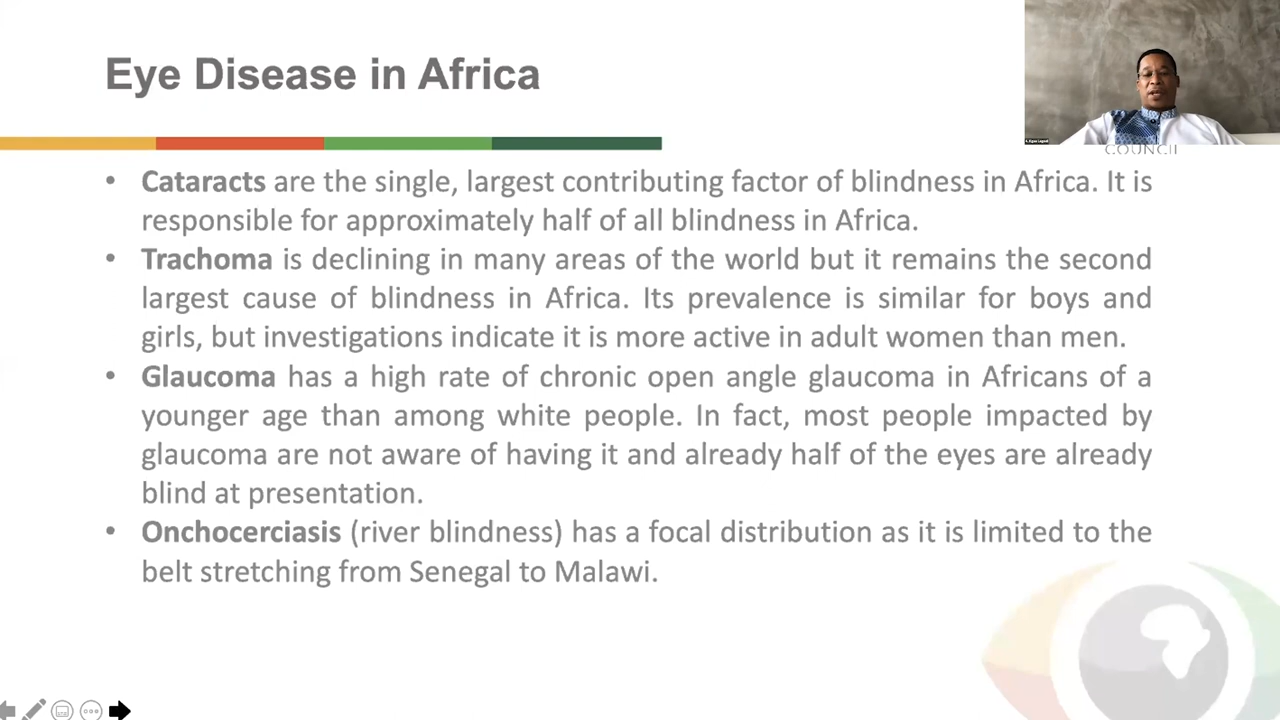 Eye Disease in Africa
COUNCIL
• Cataracts are the single, largest contributing factor of blindness in Africa. It is
responsible for approximately half of all blindness in Africa.
• Trachoma is declining in many areas of the world but it remains the second
largest cause of blindness in Africa. Its prevalence is similar for boys and
girls, but investigations indicate it is more active in adult women than men.
• Glaucoma has a high rate of chronic open angle glaucoma in Africans of a
younger age than among white people. In fact, most people impacted by
glaucoma are not aware of having it and already half of the eyes are already
blind at presentation.
• Onchocerciasis (river blindness) has a focal distribution as it is limited to the
belt stretching from Senegal to Malawi.